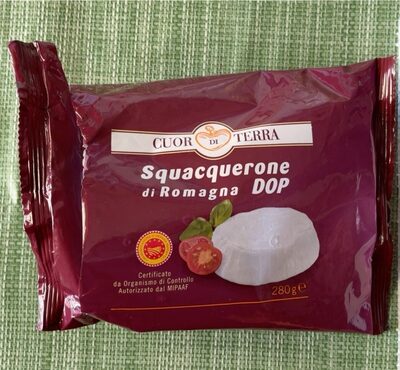 CUOR DI TERRA
Squacquerone
di Romagna DOP
Certificato
da Organismo di Controllo
Autorizzato dal MIPAAF
280g e